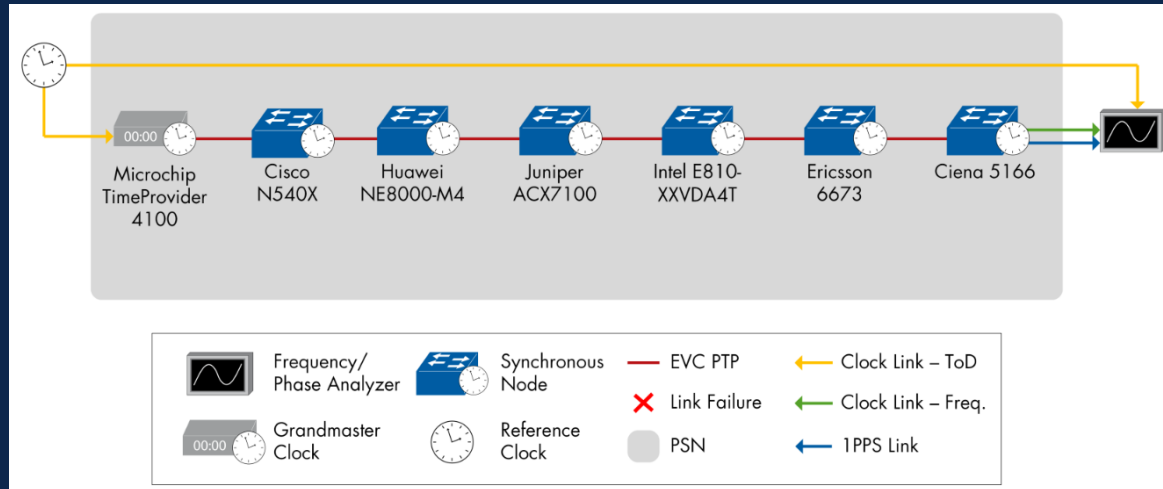 00:00
Microchip
TimeProvider
4100
Cisco
N540X
Huawei
NE8000-M4
Juniper
ACX7100
Intel E810-
XXVDA4T
Ericsson
6673
Ciena 5166
Frequency/
Phase Analyzer
Synchronous
Node
EVC PTP
Clock Link – ToD
Link Failure
Clock Link – Freq.
00:00
Grandmaster
Clock
Reference
Clock
PSN
1PPS Link